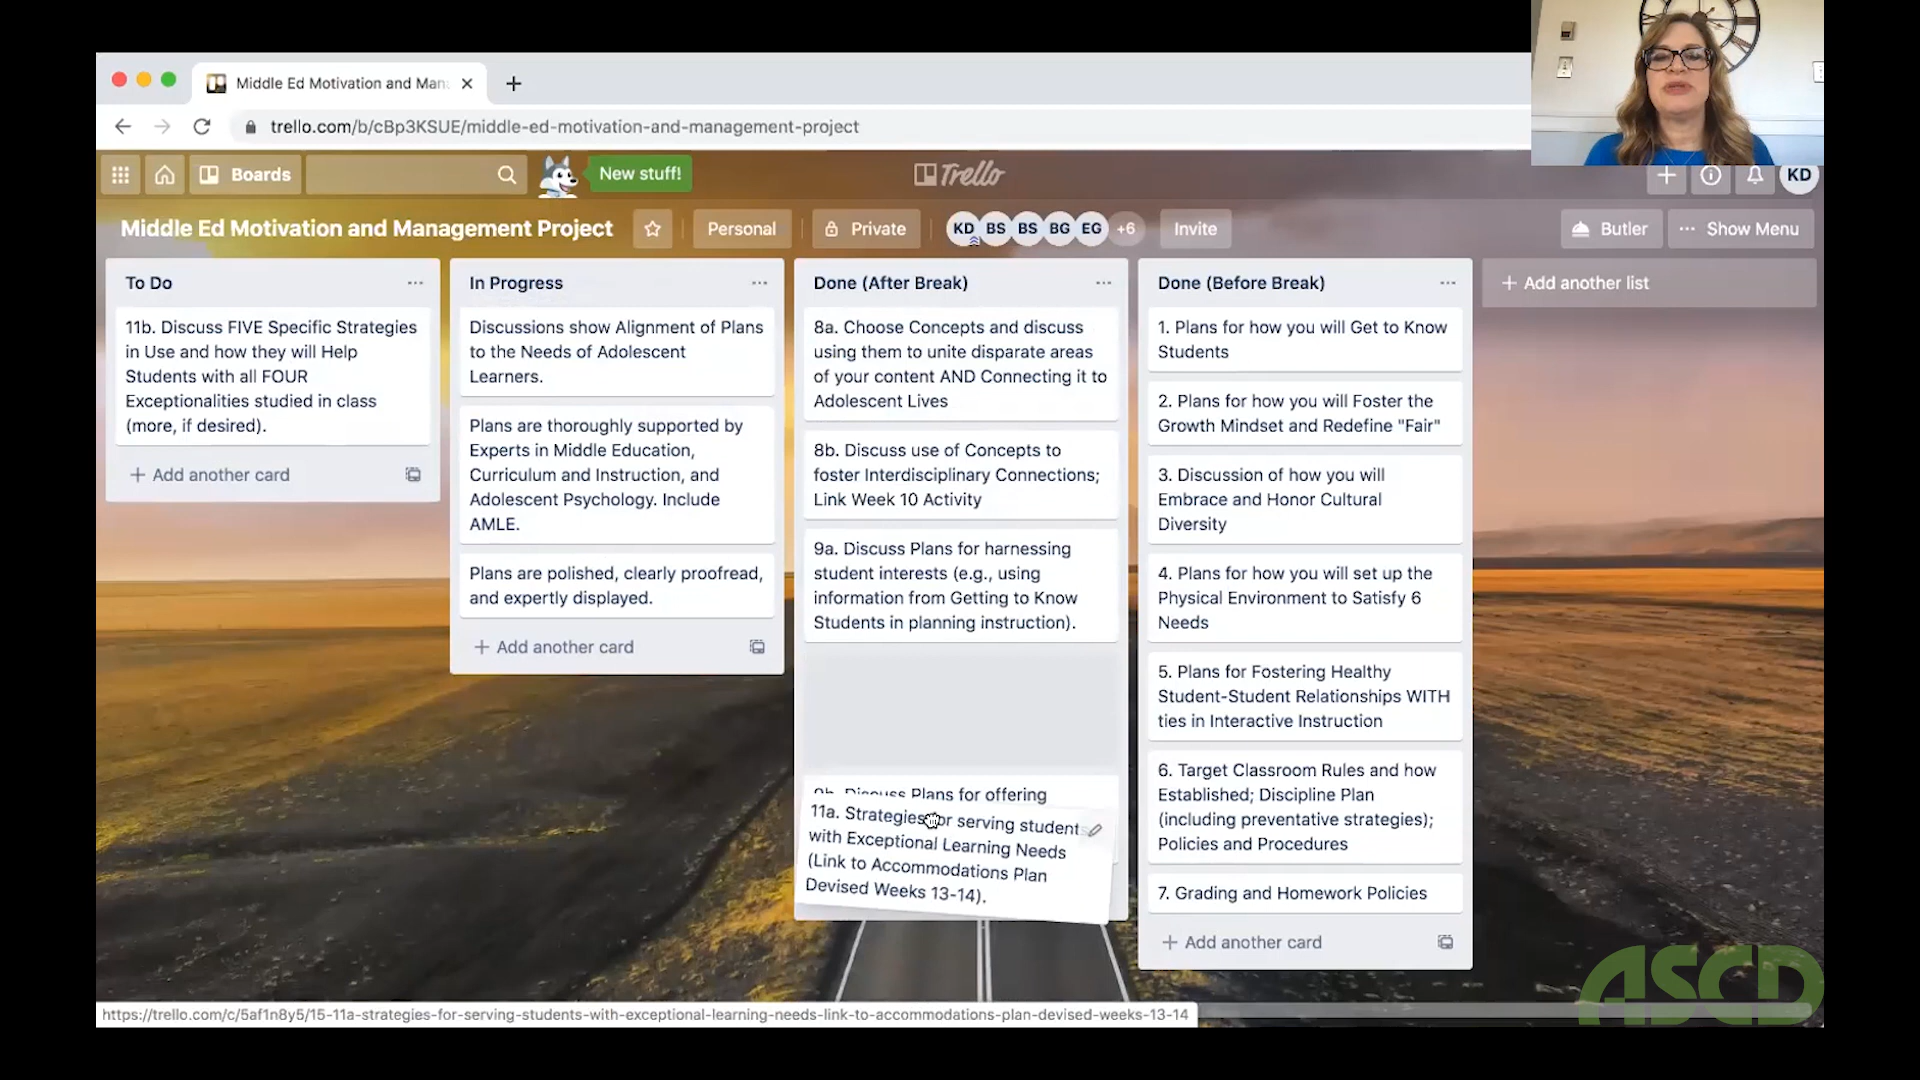 Middle Ed Motivation and Man
trello.com/b/cBp3KSUE/middle-ed-motivation-and-management-project
Boards
New stuff!
Trello
KD
Middle Ed Motivation and Management Project
Personal
Private
KD BS BS BG EG +6
Invite
Butler
Show Menu
To Do
11b. Discuss FIVE Specific Strategies
in Use and how they will Help
Students with all FOUR
Exceptionalities studied in class
(more, if desired).
+ Add another card
In Progress
Discussions show Alignment of Plans
to the Needs of Adolescent
Learners.
Plans are thoroughly supported by
Experts in Middle Education,
Curriculum and Instruction, and
Adolescent Psychology. Include
AMLE.
Plans are polished, clearly proofread,
and expertly displayed.
+ Add another card
Done (After Break)
8a. Choose Concepts and discuss
using them to unite disparate areas
of your content AND Connecting it to
Adolescent Lives
8b. Discuss use of Concepts to
foster Interdisciplinary Connections;
Link Week 10 Activity
9a. Discuss Plans for harnessing
student interests (e.g., using
information from Getting to Know
Students in planning instruction).
9b. Discuss Plans for offering
11a. Strategies for serving students
with Exceptional Learning Needs
(Link to Accommodations Plan
Devised Weeks 13-14).
Done (Before Break)
1. Plans for how you will Get to Know
Students
2. Plans for how you will Foster the
Growth Mindset and Redefine "Fair"
3. Discussion of how you will
Embrace and Honor Cultural
Diversity
4. Plans for how you will set up the
Physical Environment to Satisfy 6
Needs
5. Plans for Fostering Healthy
Student-Student Relationships WITH
ties in Interactive Instruction
6. Target Classroom Rules and how
Established; Discipline Plan
(including preventative strategies);
Policies and Procedures
7. Grading and Homework Policies
+ Add another card
+ Add another list
ASCD
https://trello.com/c/5af1n8y5/15-11a-strategies-for-serving-students-with-exceptional-learning-needs-link-to-accommodations-plan-devised-weeks-13-14